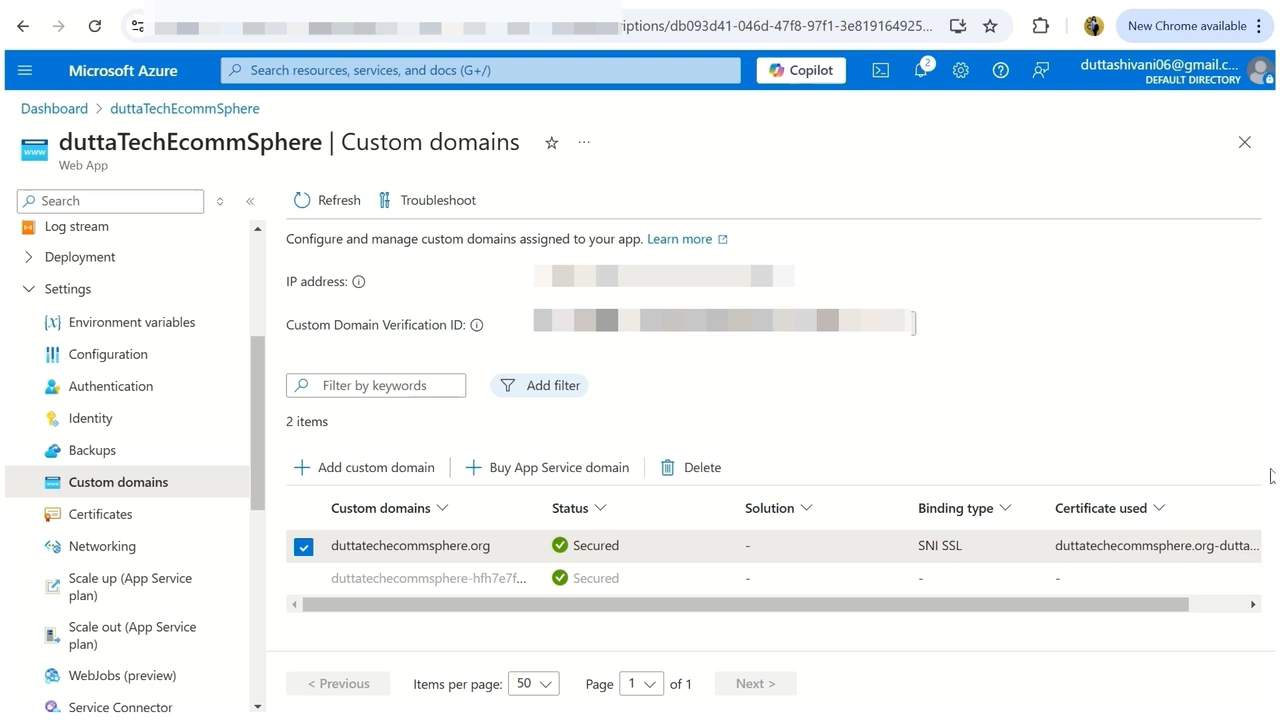 iptions/db093d41-046d-47f8-97f1-3e819164925...
New Chrome available
Microsoft Azure
Search resources, services, and docs (G+/)
Copilot
2
duttashivani06@gmail.c...
DEFAULT DIRECTORY
Dashboard > duttaTechEcommSphere
www
duttaTechEcommSphere | Custom domains
...
Web App
Search
Refresh
Troubleshoot
Log stream
Deployment
Settings
Environment variables
Configuration
Authentication
Identity
Backups
Custom domains
Certificates
Networking
Scale up (App Service
plan)
Scale out (App Service
plan)
WebJobs (preview)
Service Connector
Configure and manage custom domains assigned to your app. Learn more
IP address:
Custom Domain Verification ID:
Filter by keywords
Add filter
2 items
Add custom domain
Buy App Service domain
Delete
Custom domains Status Solution Binding type Certificate used
duttatechecommsphere.org Secured - SNI SSL duttatechecommsphere.org-dutta...
duttatechecommsphere-hfh7e7f... Secured - - -
< Previous Items per page: 50 Page 1 of 1 Next >